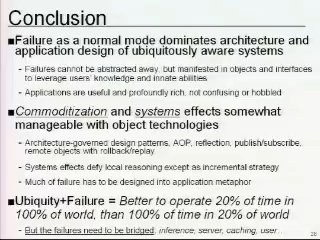 Conclusion
■Failure as a normal mode dominates architecture and
application design of ubiquitously aware systems
- Failures cannot be abstracted away, but manifested in objects and interfaces
to leverage users' knowledge and innate abilities
- Applications are useful and profoundly rich, not confusing or hobbled
■Commoditization and systems effects somewhat
manageable with object technologies
- Architecture-governed design patterns, AOP, reflection, publish/subscribe,
remote objects with rollback/replay
- Systems effects defy local reasoning except as incremental strategy
- Much of failure has to be designed into application metaphor
■Ubiquity+Failure = Better to operate 20% of time in
100% of world, than 100% of time in 20% of world
- But the failures need to be bridged: inference, server, caching, user...
28